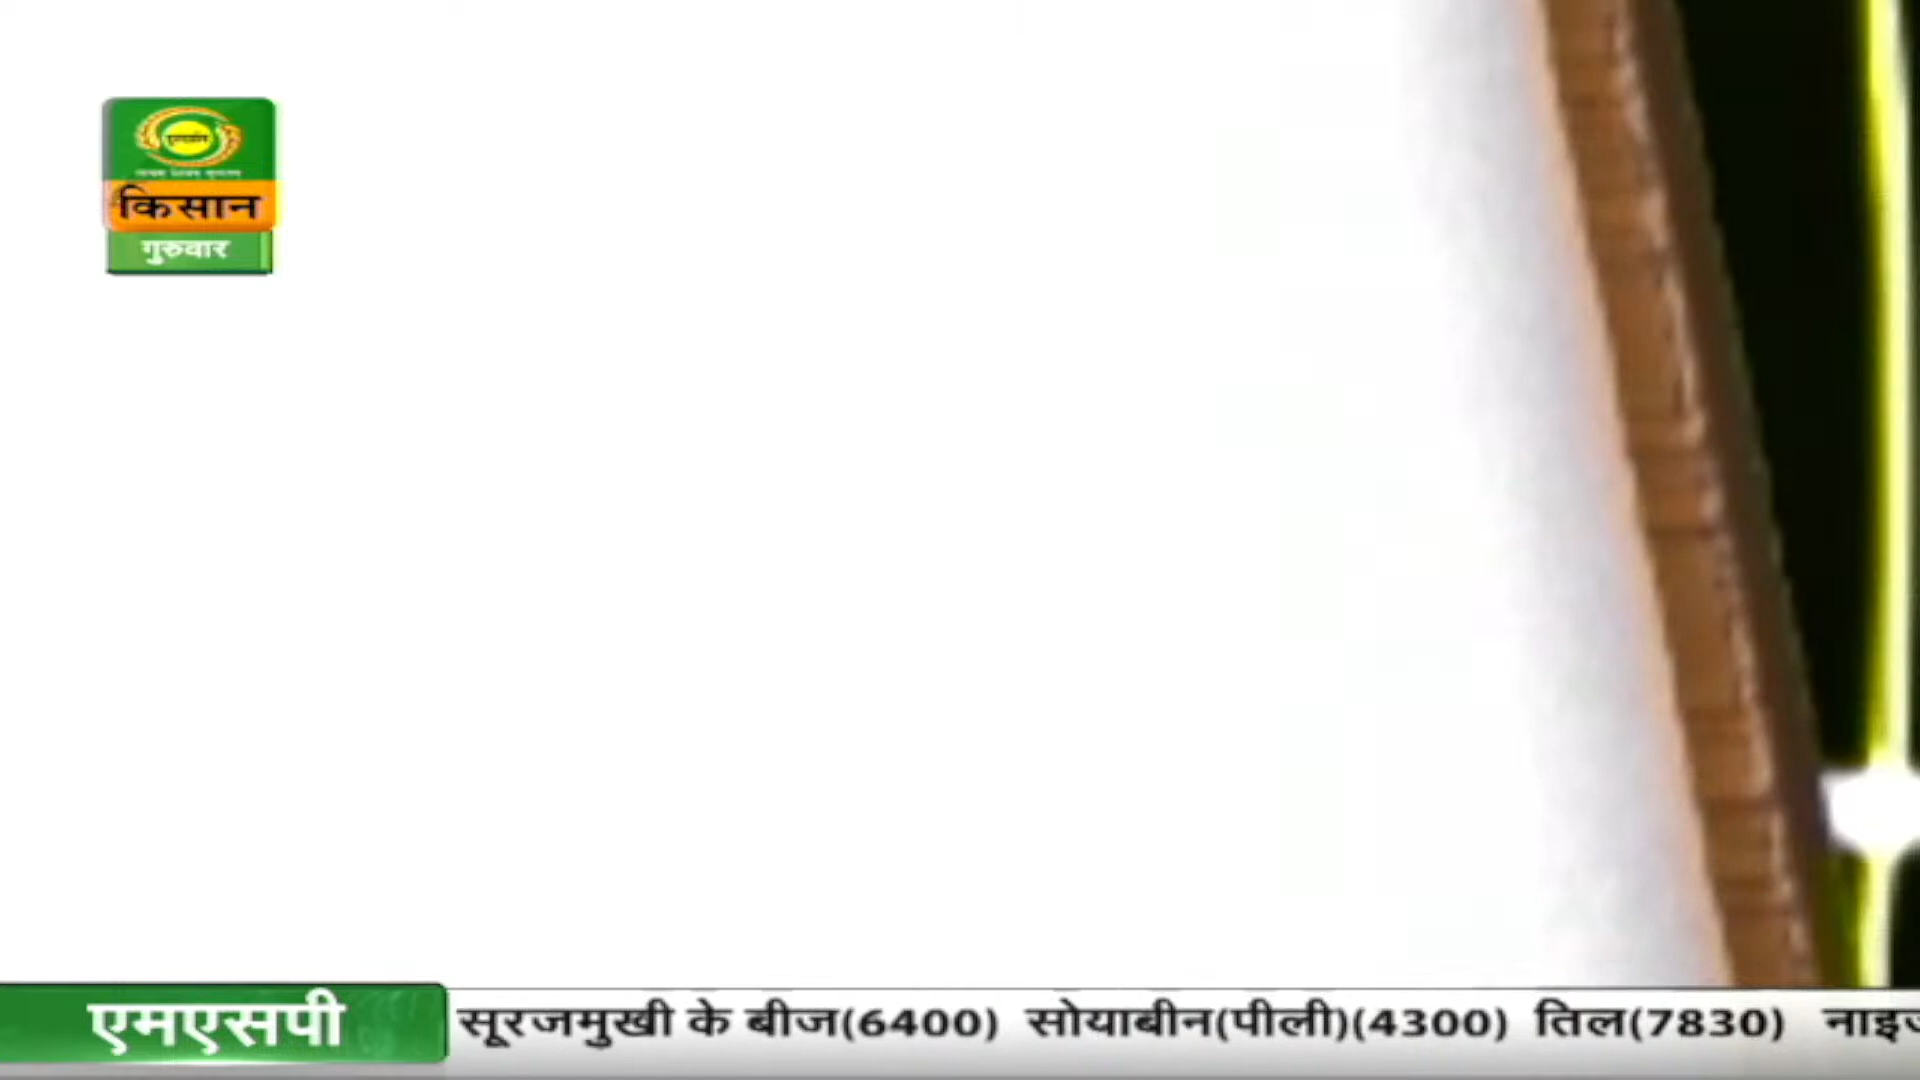 किसान
गुरुवार
एमएसपी
सूरजमुखी के बीज(6400) सोयाबीन(पीली)(4300) तिल(7830)